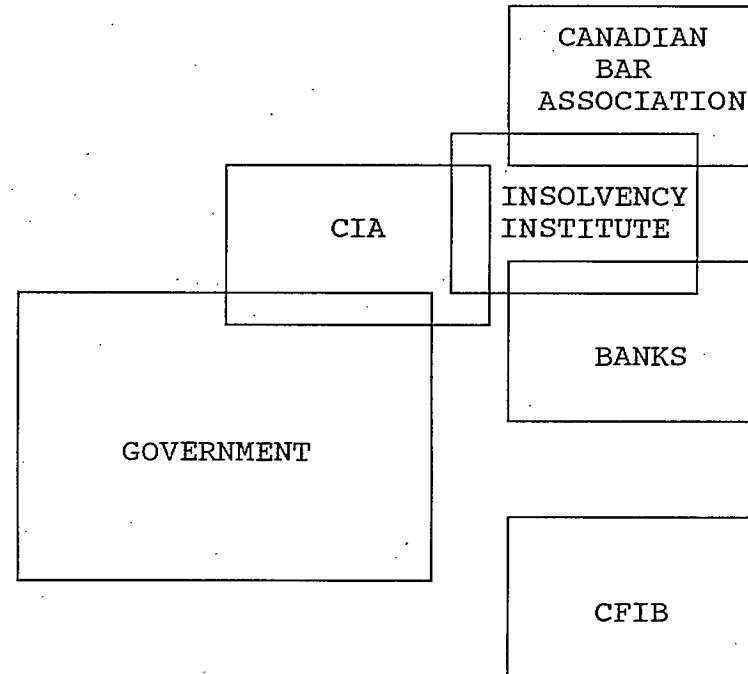 CANADIAN
BAR
ASSOCIATION
INSOLVENCY
INSTITUTE
CIA
BANKS
GOVERNMENT
CFIB